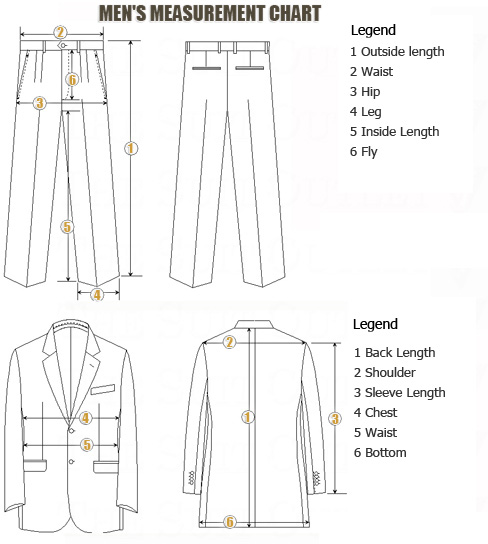 MEN'S MEASUREMENT CHART
Legend
1 Outside length
2 Waist
3 Hip
4 Leg
5 Inside Length
6 Fly
2
6
3
1
5
4
Legend
1 Back Length
2 Shoulder
3 Sleeve Length
4 Chest
5 Waist
6 Bottom
2
4
1
3
5
6